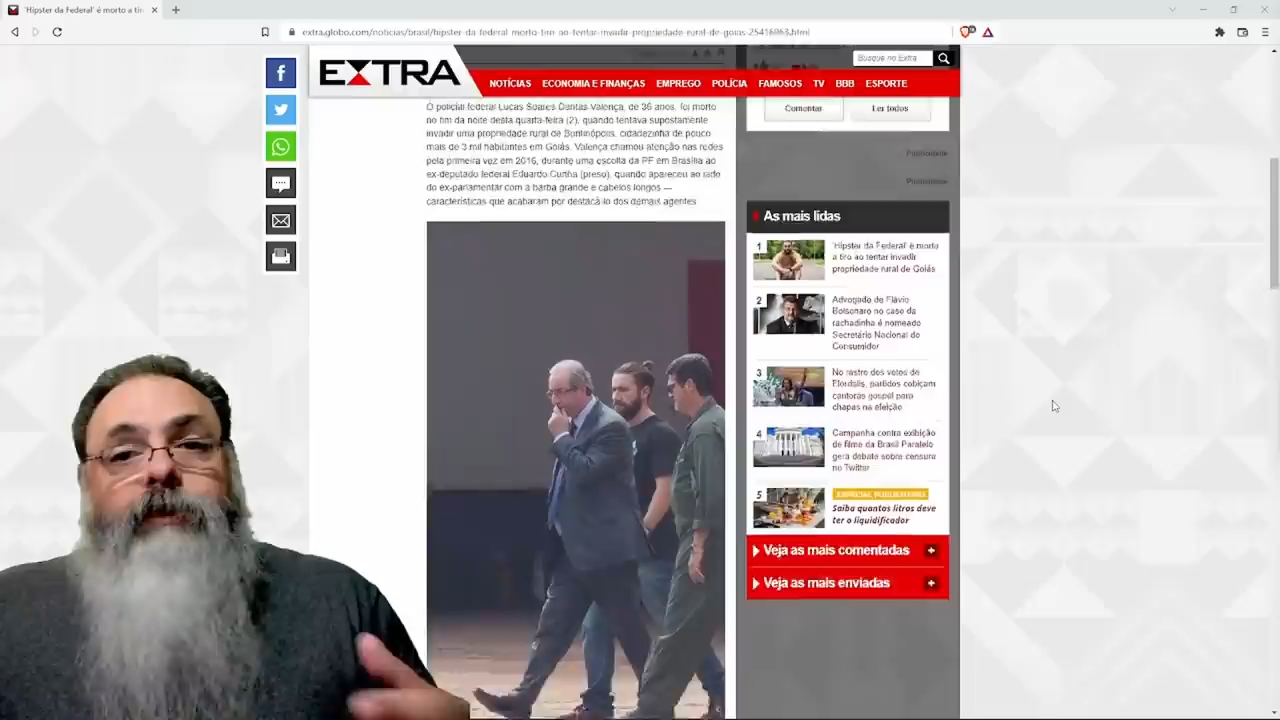 'Hipster da Federal' é morto a tiro
extra.globo.com/noticias/brasil/hipster-da-federal-morto-tiro-ao-tentar-invadir-propriedade-rural-de-goias-25416963.html
EXTRA
Busque no Extra
NOTÍCIAS ECONOMIA E FINANÇAS EMPREGO POLÍCIA FAMOSOS TV BBB ESPORTE
O policial federal Lucas Soares Dantas Valença, de 36 anos, foi morto
no fim da noite desta quarta-feira (2), quando tentava supostamente
invadir uma propriedade rural de Buritinópolis, cidadezinha de pouco
mais de 3 mil habitantes em Goiás. Valença chamou atenção nas redes
pela primeira vez em 2016, durante uma escolta da PF em Brasília ao
ex-deputado federal Eduardo Cunha (preso), quando apareceu ao lado
do ex-parlamentar com a barba grande e cabelos longos —
características que acabaram por destacá-lo dos demais agentes
Comentar Ler todos
Publicidade
Publicidade
As mais lidas
1
'Hipster da Federal' é morto
a tiro ao tentar invadir
propriedade rural de Goiás
2
Advogado de Flávio
Bolsonaro no caso da
rachadinha é nomeado
Secretário Nacional do
Consumidor
3
No rastro dos votos de
Flordelis, partidos cobiçam
cantoras gospel para
chapas na eleição
4
Campanha contra exibição
de filme da Brasil Paralelo
gera debate sobre censura
no Twitter
5
ESPECIAL PUBLICITÁRIO
Saiba quantos litros deve
ter o liquidificador
Veja as mais comentadas
Veja as mais enviadas